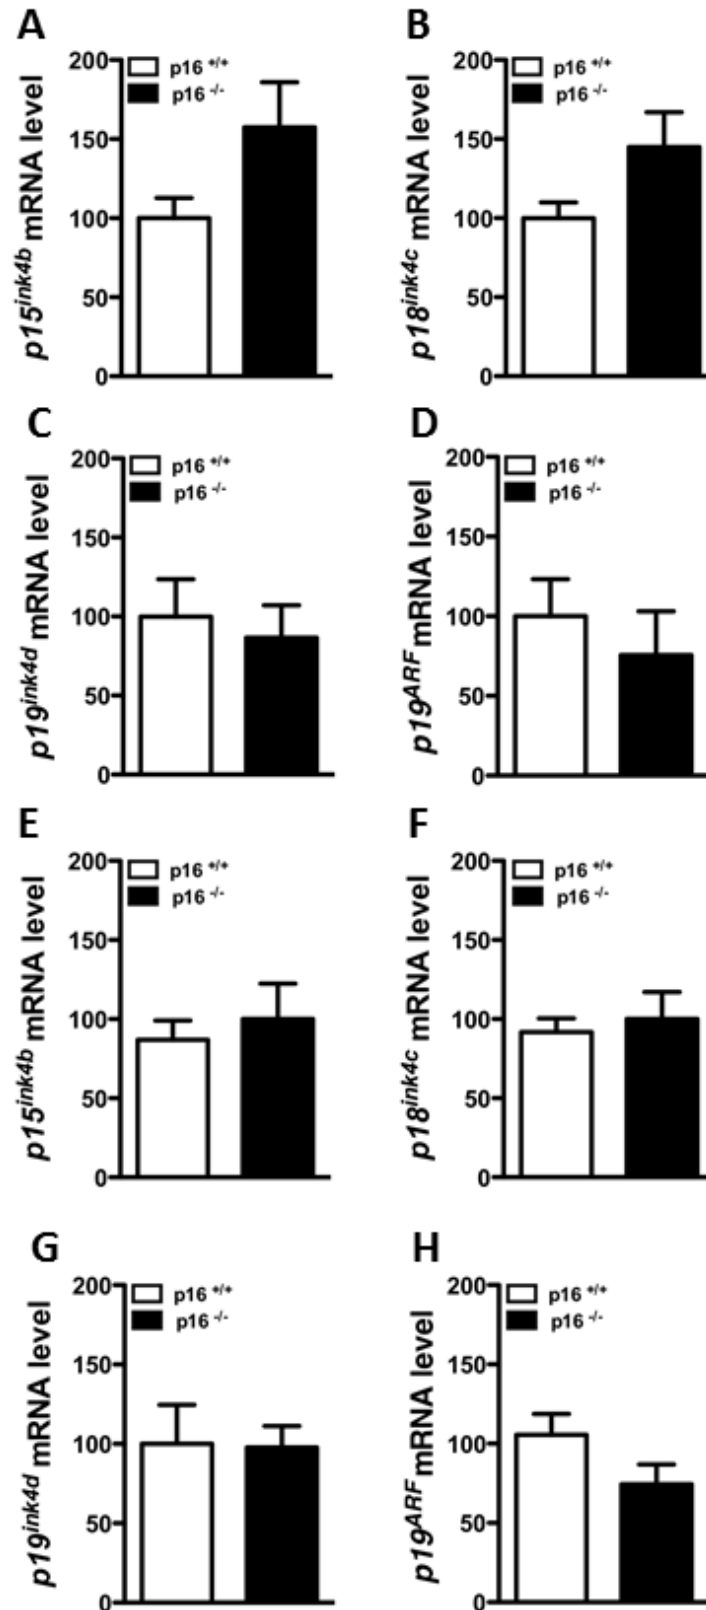 A
p15ink4b mRNA level
200
150
100
50
0
p16 +/+
p16 -/-
B
p18ink4c mRNA level
200
150
100
50
0
p16 +/+
p16 -/-
C
p19ink4d mRNA level
200
150
100
50
0
p16 +/+
p16 -/-
D
p19ARF mRNA level
200
150
100
50
0
p16 +/+
p16 -/-
E
p15ink4b mRNA level
200
150
100
50
0
p16 +/+
p16 -/-
F
p18ink4c mRNA level
200
150
100
50
0
p16 +/+
p16 -/-
G
p19ink4d mRNA level
200
150
100
50
0
p16 +/+
p16 -/-
H
p19ARF mRNA level
200
150
100
50
0
p16 +/+
p16 -/-